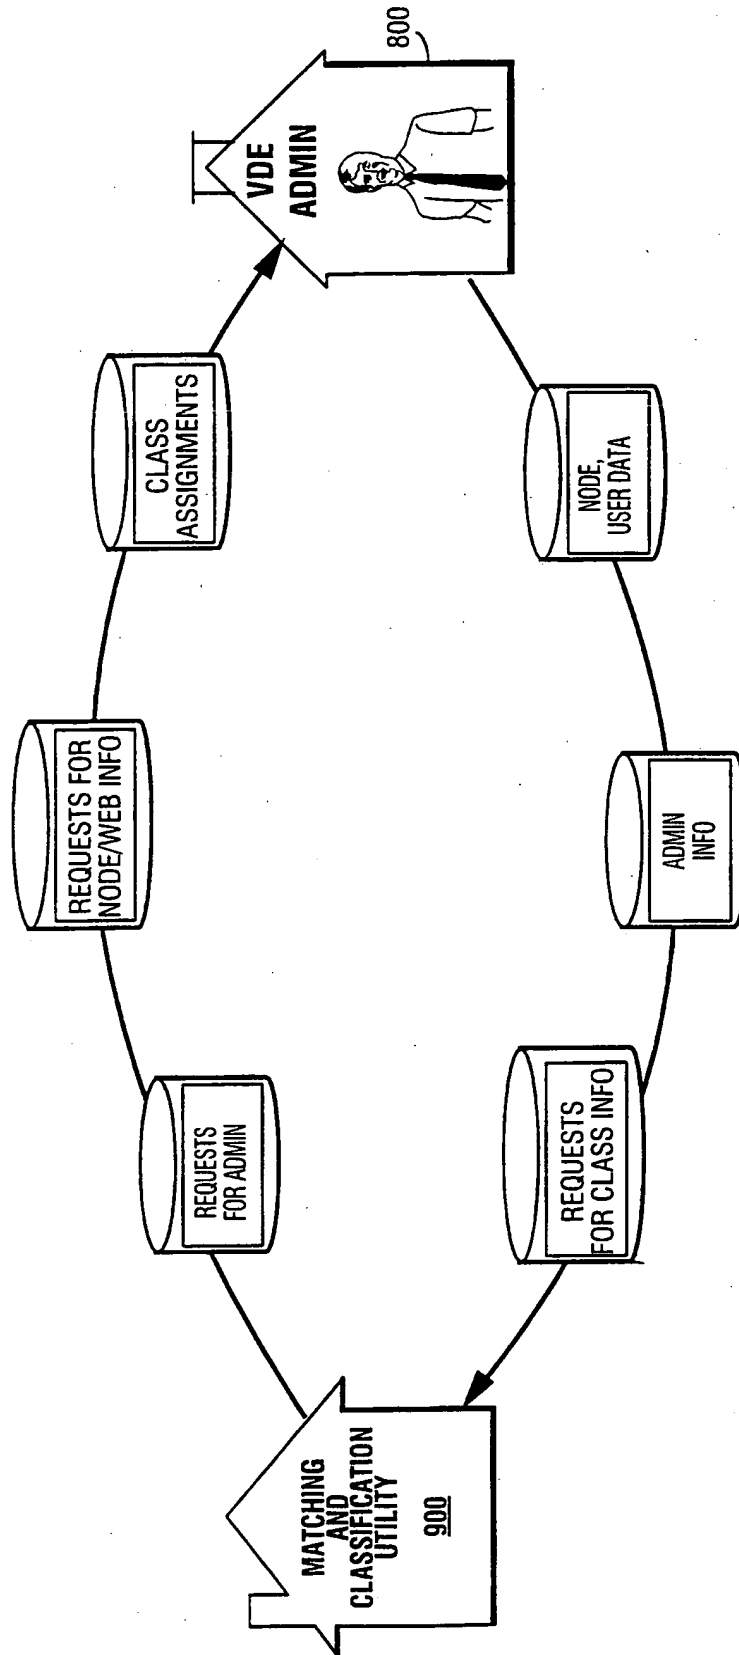 REQUESTS FOR
NODE/WEB INFO
REQUESTS
FOR ADMIN
CLASS
ASSIGNMENTS
MATCHING
AND
CLASSIFICATION
UTILITY
900
VDE
ADMIN
800
REQUESTS
FOR CLASS INFO
NODE,
USER DATA
ADMIN
INFO